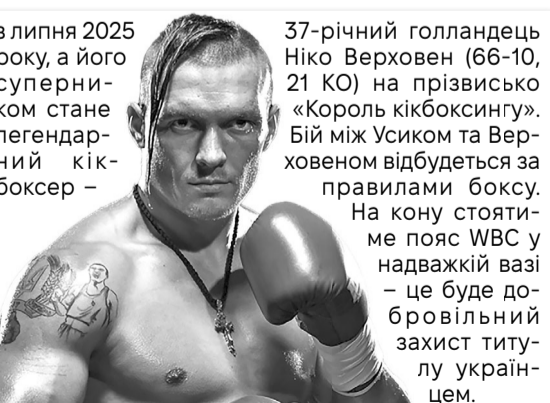 з липня 2025
року, а його
суперни-
ком стане
легендар-
ний кік-
боксер –
37-річний голландець
Ніко Верховен (66-10,
21 КО) на прізвисько
«Король кікбоксингу».
Бій між Усиком та Вер-
ховеном відбудеться за
правилами боксу.
На кону стояти-
ме пояс WBC у
надважкій вазі
– це буде до-
бровільний
захист титу-
лу україн-
цем.